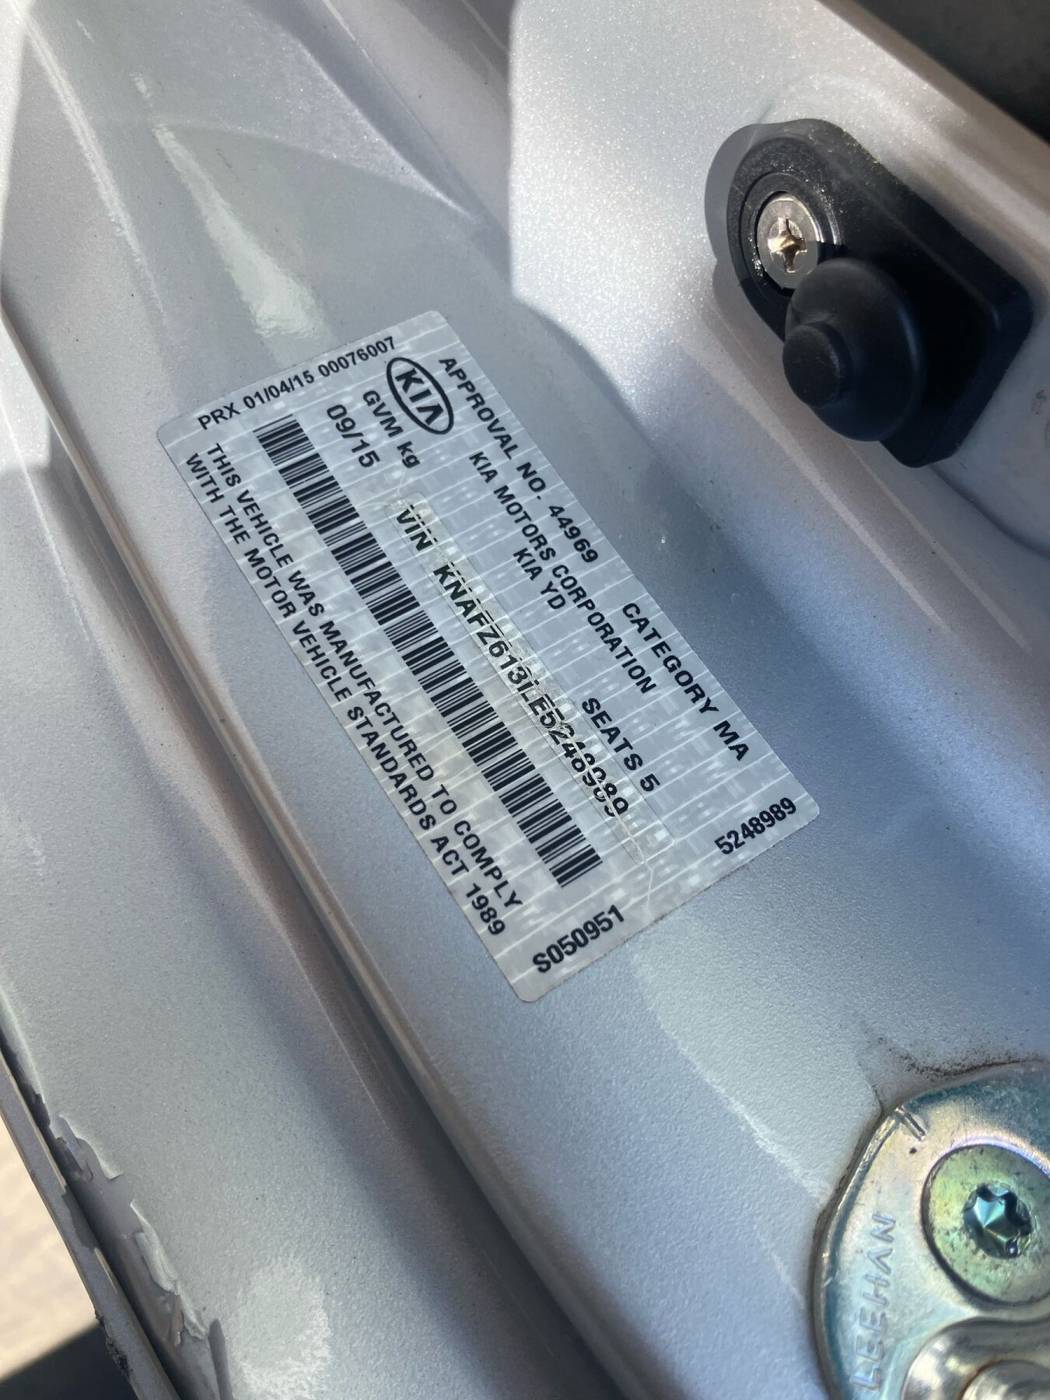 APPROVAL NO. 44969 CATEGORY MA
KIA KIA MOTORS CORPORATION
KIA YD
GVM kg SEATS 5
09/15
VIN
THIS VEHICLE WAS MANUFACTURED TO COMPLY
WITH THE MOTOR VEHICLE STANDARDS ACT 1989
PRX 01/04/15 00076007
S050951
5248989
LEEHAN